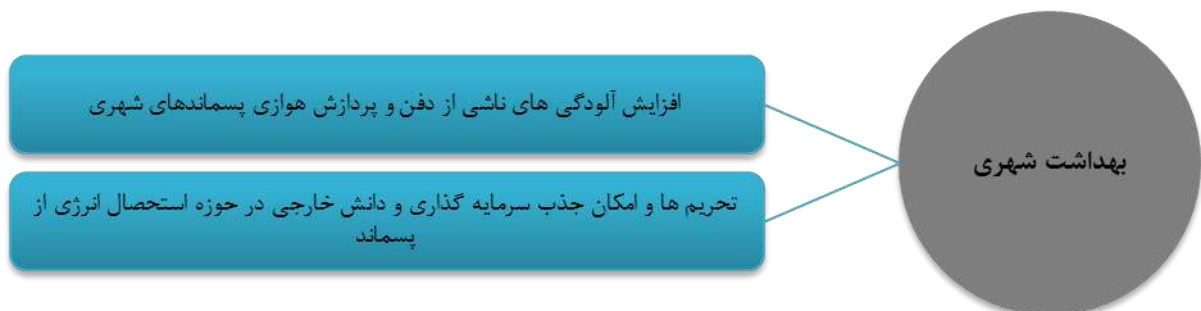 بهداشت شهری
افزایش آلودگی های ناشی از دفن و پردازش هوازی پسماندهای شهری
تحریم ها و امکان جذب سرمایه گذاری و دانش خارجی در حوزه استحصال انرژی از
پسماند